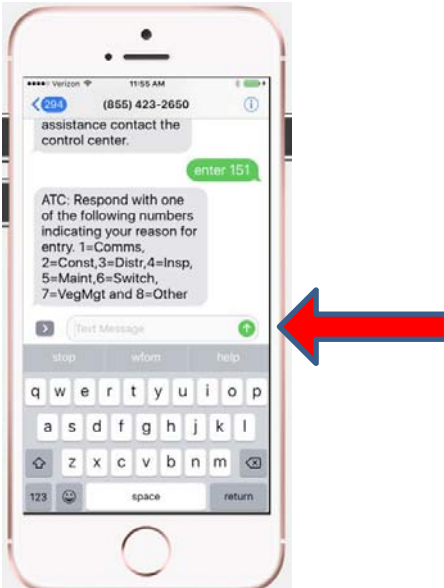 Verizon 11:55 AM
294 (855) 423-2650
assistance contact the
control center.
enter 151
ATC: Respond with one
of the following numbers
indicating your reason for
entry. 1=Comms,
2=Const,3=Distr,4=Insp,
5=Maint,6=Switch,
7=VegMgt and 8=Other
Text Message
stop wfom help
q w e r t y u i o p
a s d f g h j k l
z x c v b n m
123 space return